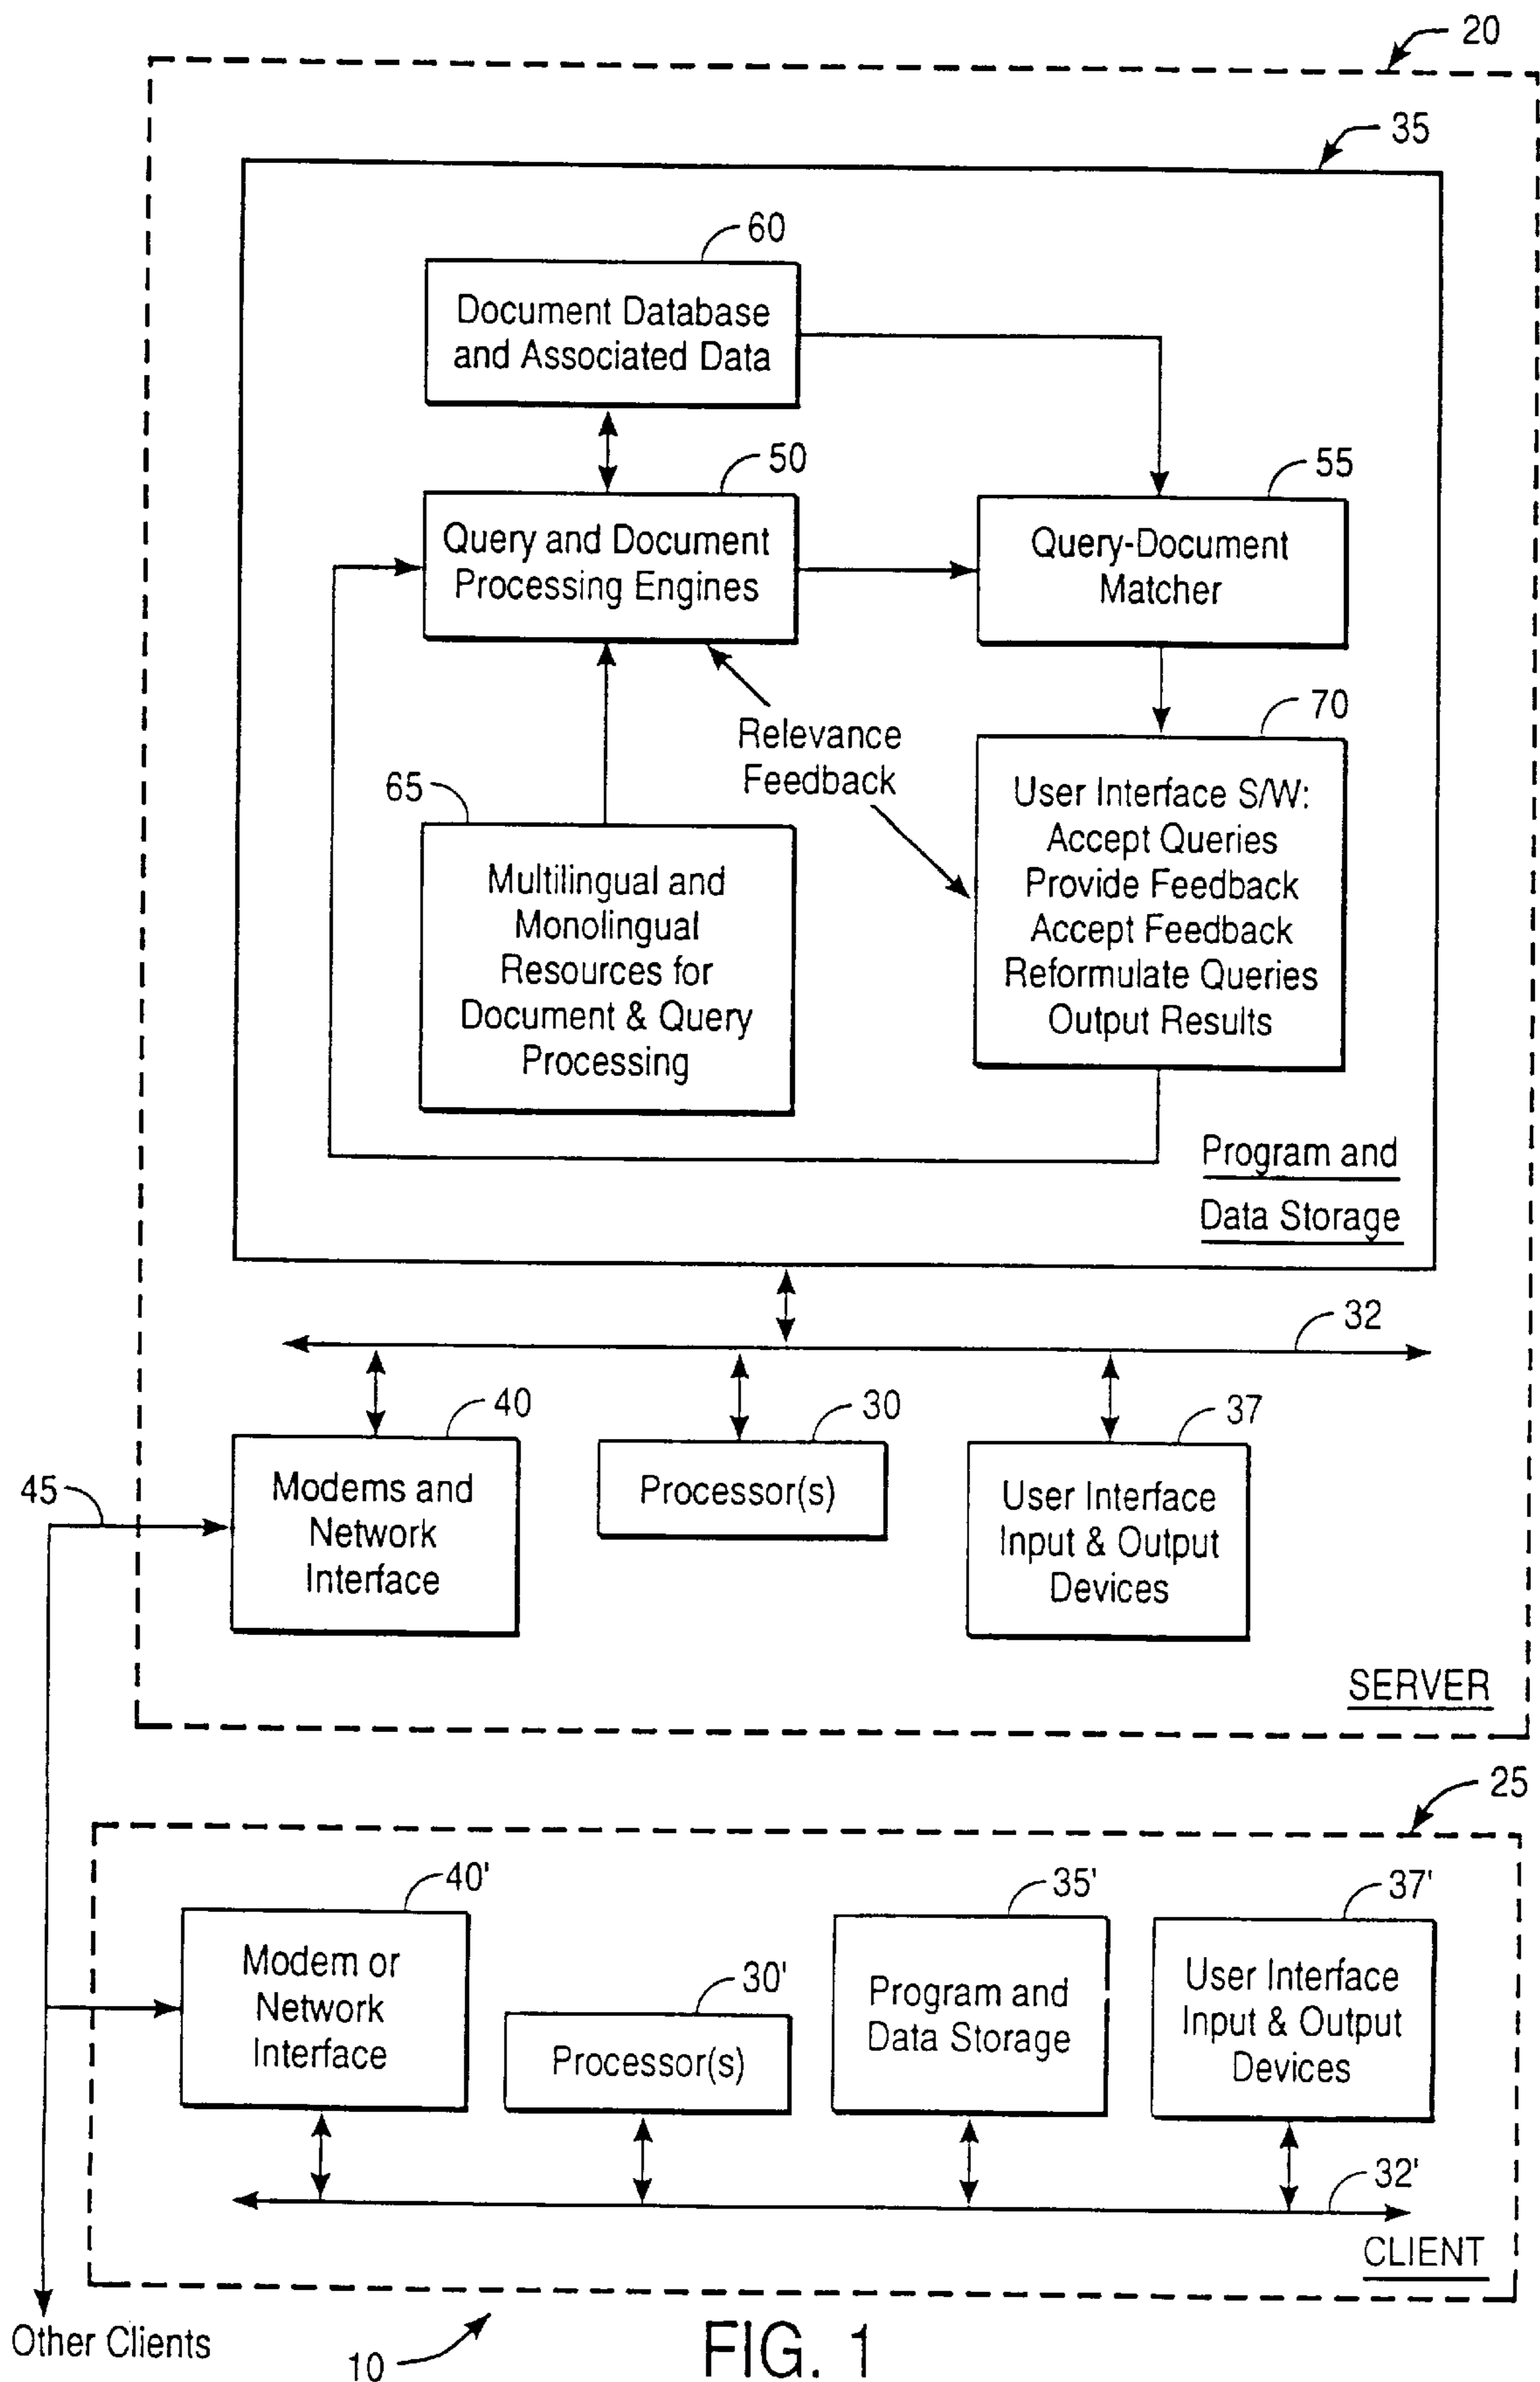 20
35
60
Document Database
and Associated Data
50
Query and Document
Processing Engines
55
Query-Document
Matcher
Relevance
Feedback
70
User Interface S/W:
Accept Queries
Provide Feedback
Accept Feedback
Reformulate Queries
Output Results
65
Multilingual and
Monolingual
Resources for
Document & Query
Processing
Program and
Data Storage
32
40
Modems and
Network
Interface
30
Processor(s)
37
User Interface
Input & Output
Devices
45
SERVER
25
40'
Modem or
Network
Interface
30'
Processor(s)
35'
Program and
Data Storage
37'
User Interface
Input & Output
Devices
32'
CLIENT
Other Clients
10
FIG. 1